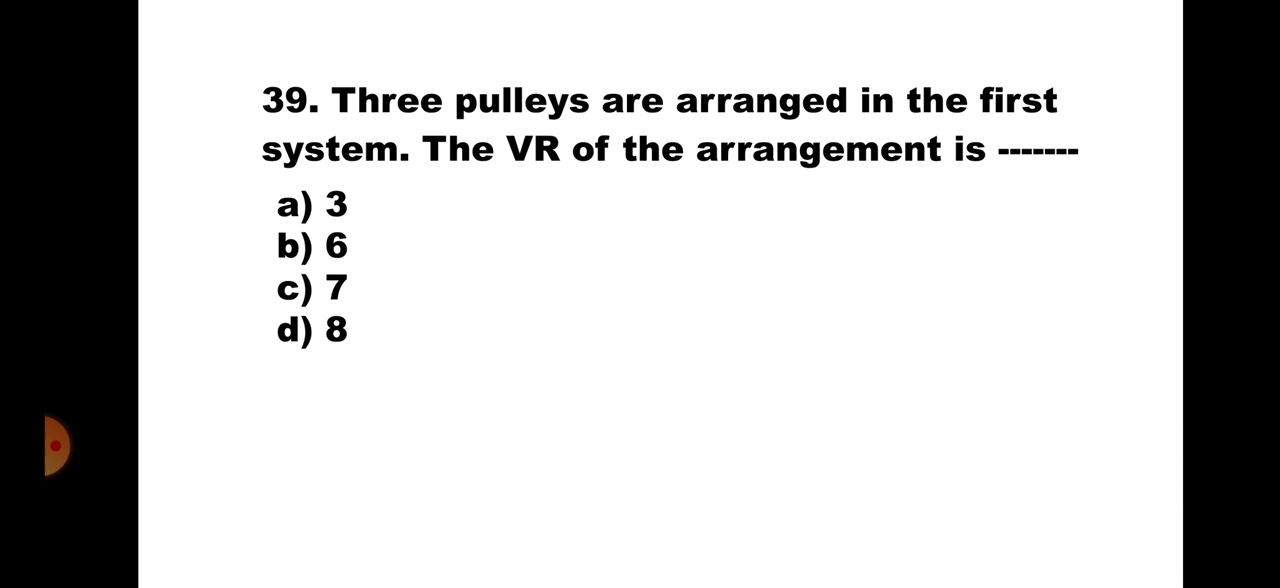 39. Three pulleys are arranged in the first
system. The VR of the arrangement is -------
a) 3
b) 6
c) 7
d) 8